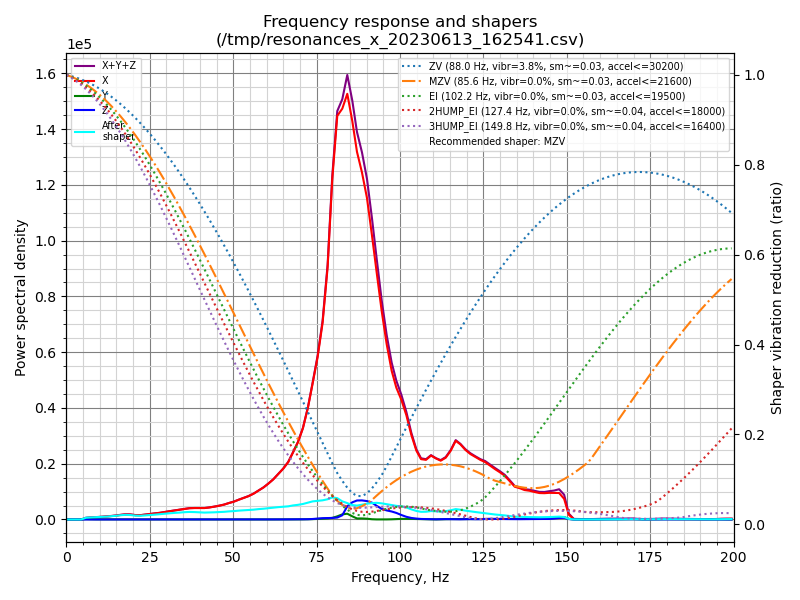 Frequency response and shapers
(/tmp/resonances_x_20230613_162541.csv)
1e5
X+Y+Z
X
Y
Z
After
shaper
ZV (88.0 Hz, vibr=3.8%, sm~=0.03, accel<=30200)
MZV (85.6 Hz, vibr=0.0%, sm~=0.03, accel<=21600)
EI (102.2 Hz, vibr=0.0%, sm~=0.03, accel<=19500)
2HUMP_EI (127.4 Hz, vibr=0.0%, sm~=0.04, accel<=18000)
3HUMP_EI (149.8 Hz, vibr=0.0%, sm~=0.04, accel<=16400)
Recommended shaper: MZV
Power spectral density
1.6
1.4
1.2
1.0
0.8
0.6
0.4
0.2
0.0
1.0
0.8
0.6
0.4
0.2
0.0
Shaper vibration reduction (ratio)
0 25 50 75 100 125 150 175 200
Frequency, Hz